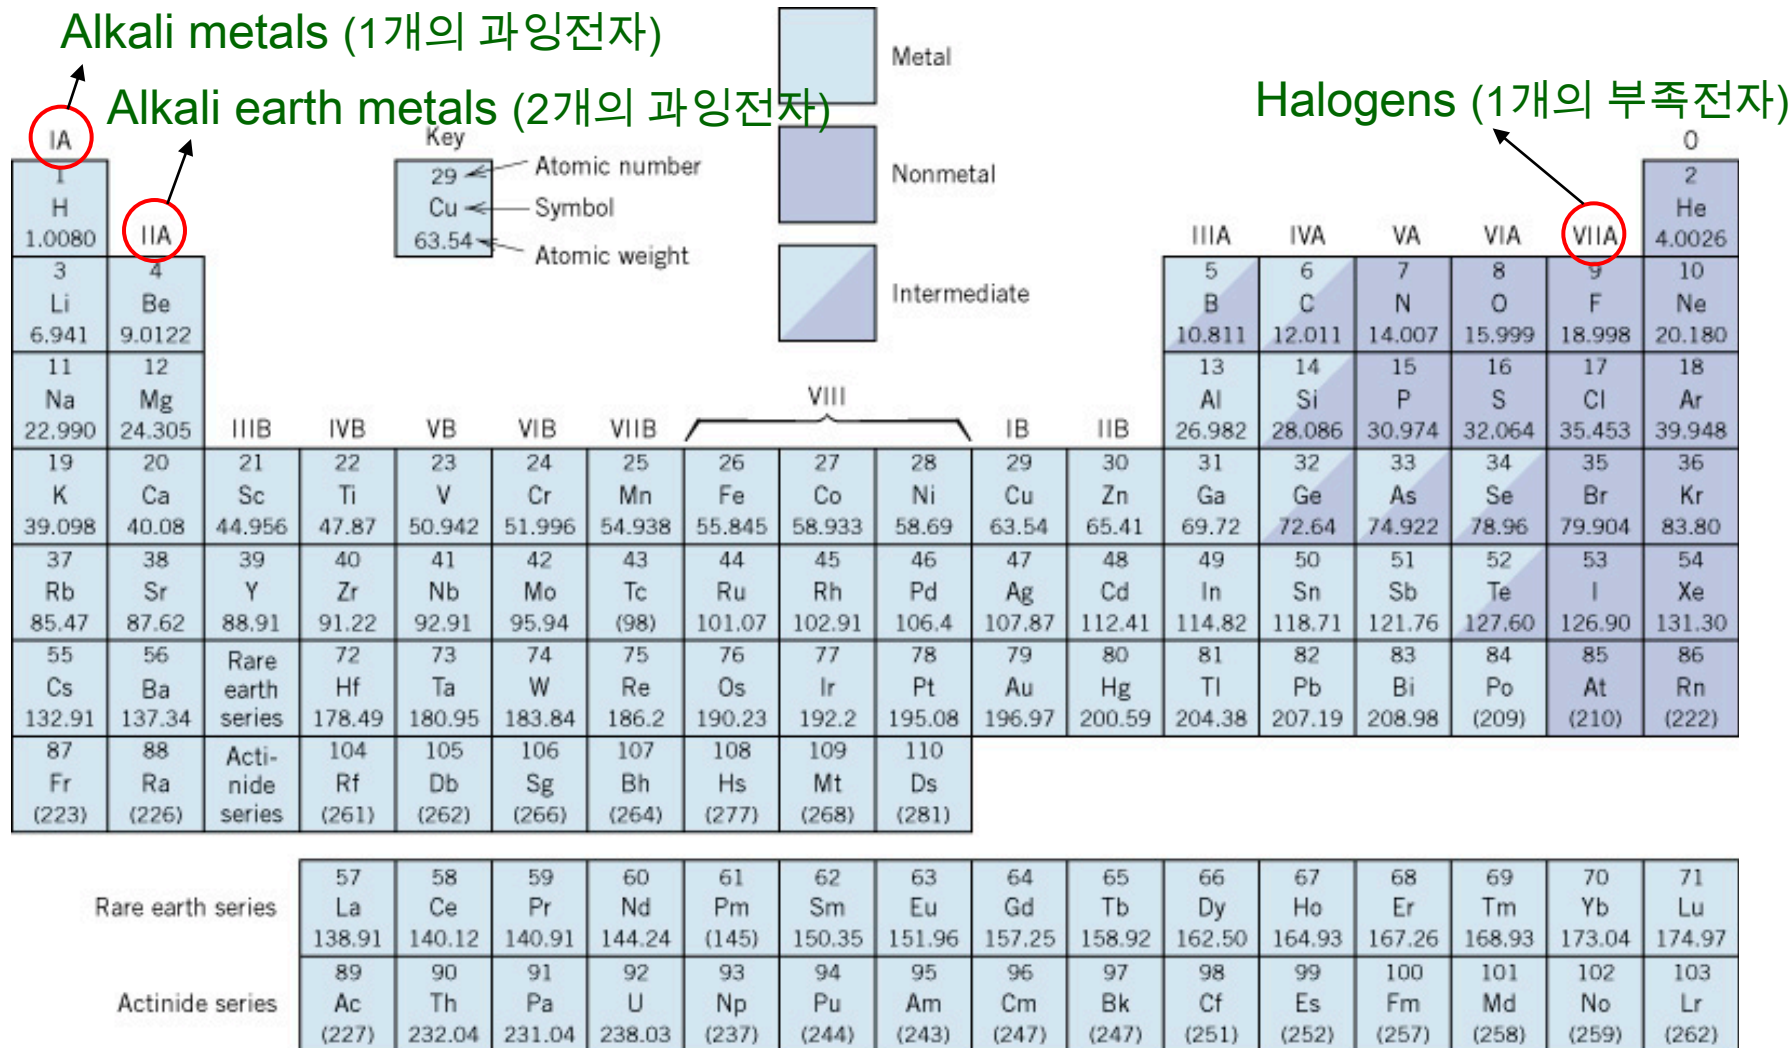 Alkali metals (1개의 과잉전자)
Metal
Alkali earth metals (2개의 과잉전자)
Halogens (1개의 부족전자)
IA Key O
1 29 Atomic number Nonmetal 2
H Cu Symbol He
1.0080 IIA 63.54 Atomic weight IIIA IVA VA VIA VIIA 4.0026
3 4 5 6 7 8 9 10
Li Be Intermediate B C N O F Ne
6.941 9.0122 10.811 12.011 14.007 15.999 18.998 20.180
11 12 13 14 15 16 17 18
Na Mg VIII Al Si P S Cl Ar
22.990 24.305 IIIB IVB VB VIB VIIB IB IIB 26.982 28.086 30.974 32.064 35.453 39.948
19 20 21 22 23 24 25 26 27 28 29 30 31 32 33 34 35 36
K Ca Sc Ti V Cr Mn Fe Co Ni Cu Zn Ga Ge As Se Br Kr
39.098 40.08 44.956 47.87 50.942 51.996 54.938 55.845 58.933 58.69 63.54 65.41 69.72 72.64 74.922 78.96 79.904 83.80
37 38 39 40 41 42 43 44 45 46 47 48 49 50 51 52 53 54
Rb Sr Y Zr Nb Mo Tc Ru Rh Pd Ag Cd In Sn Sb Te I Xe
85.47 87.62 88.91 91.22 92.91 95.94 (98) 101.07 102.91 106.4 107.87 112.41 114.82 118.71 121.76 127.60 126.90 131.30
55 56 Rare 72 73 74 75 76 77 78 79 80 81 82 83 84 85 86
Cs Ba earth Hf Ta W Re Os Ir Pt Au Hg Tl Pb Bi Po At Rn
132.91 137.34 series 178.49 180.95 183.84 186.2 190.23 192.2 195.08 196.97 200.59 204.38 207.19 208.98 (209) (210) (222)
87 88 Acti- 104 105 106 107 108 109 110
Fr Ra nide Rf Db Sg Bh Hs Mt Ds
(223) (226) series (261) (262) (266) (264) (277) (268) (281)
57 58 59 60 61 62 63 64 65 66 67 68 69 70 71
Rare earth series La Ce Pr Nd Pm Sm Eu Gd Tb Dy Ho Er Tm Yb Lu
138.91 140.12 140.91 144.24 (145) 150.35 151.96 157.25 158.92 162.50 164.93 167.26 168.93 173.04 174.97
89 90 91 92 93 94 95 96 97 98 99 100 101 102 103
Actinide series Ac Th Pa U Np Pu Am Cm Bk Cf Es Fm Md No Lr
(227) 232.04 231.04 238.03 (237) (244) (243) (247) (247) (251) (252) (257) (258) (259) (262)